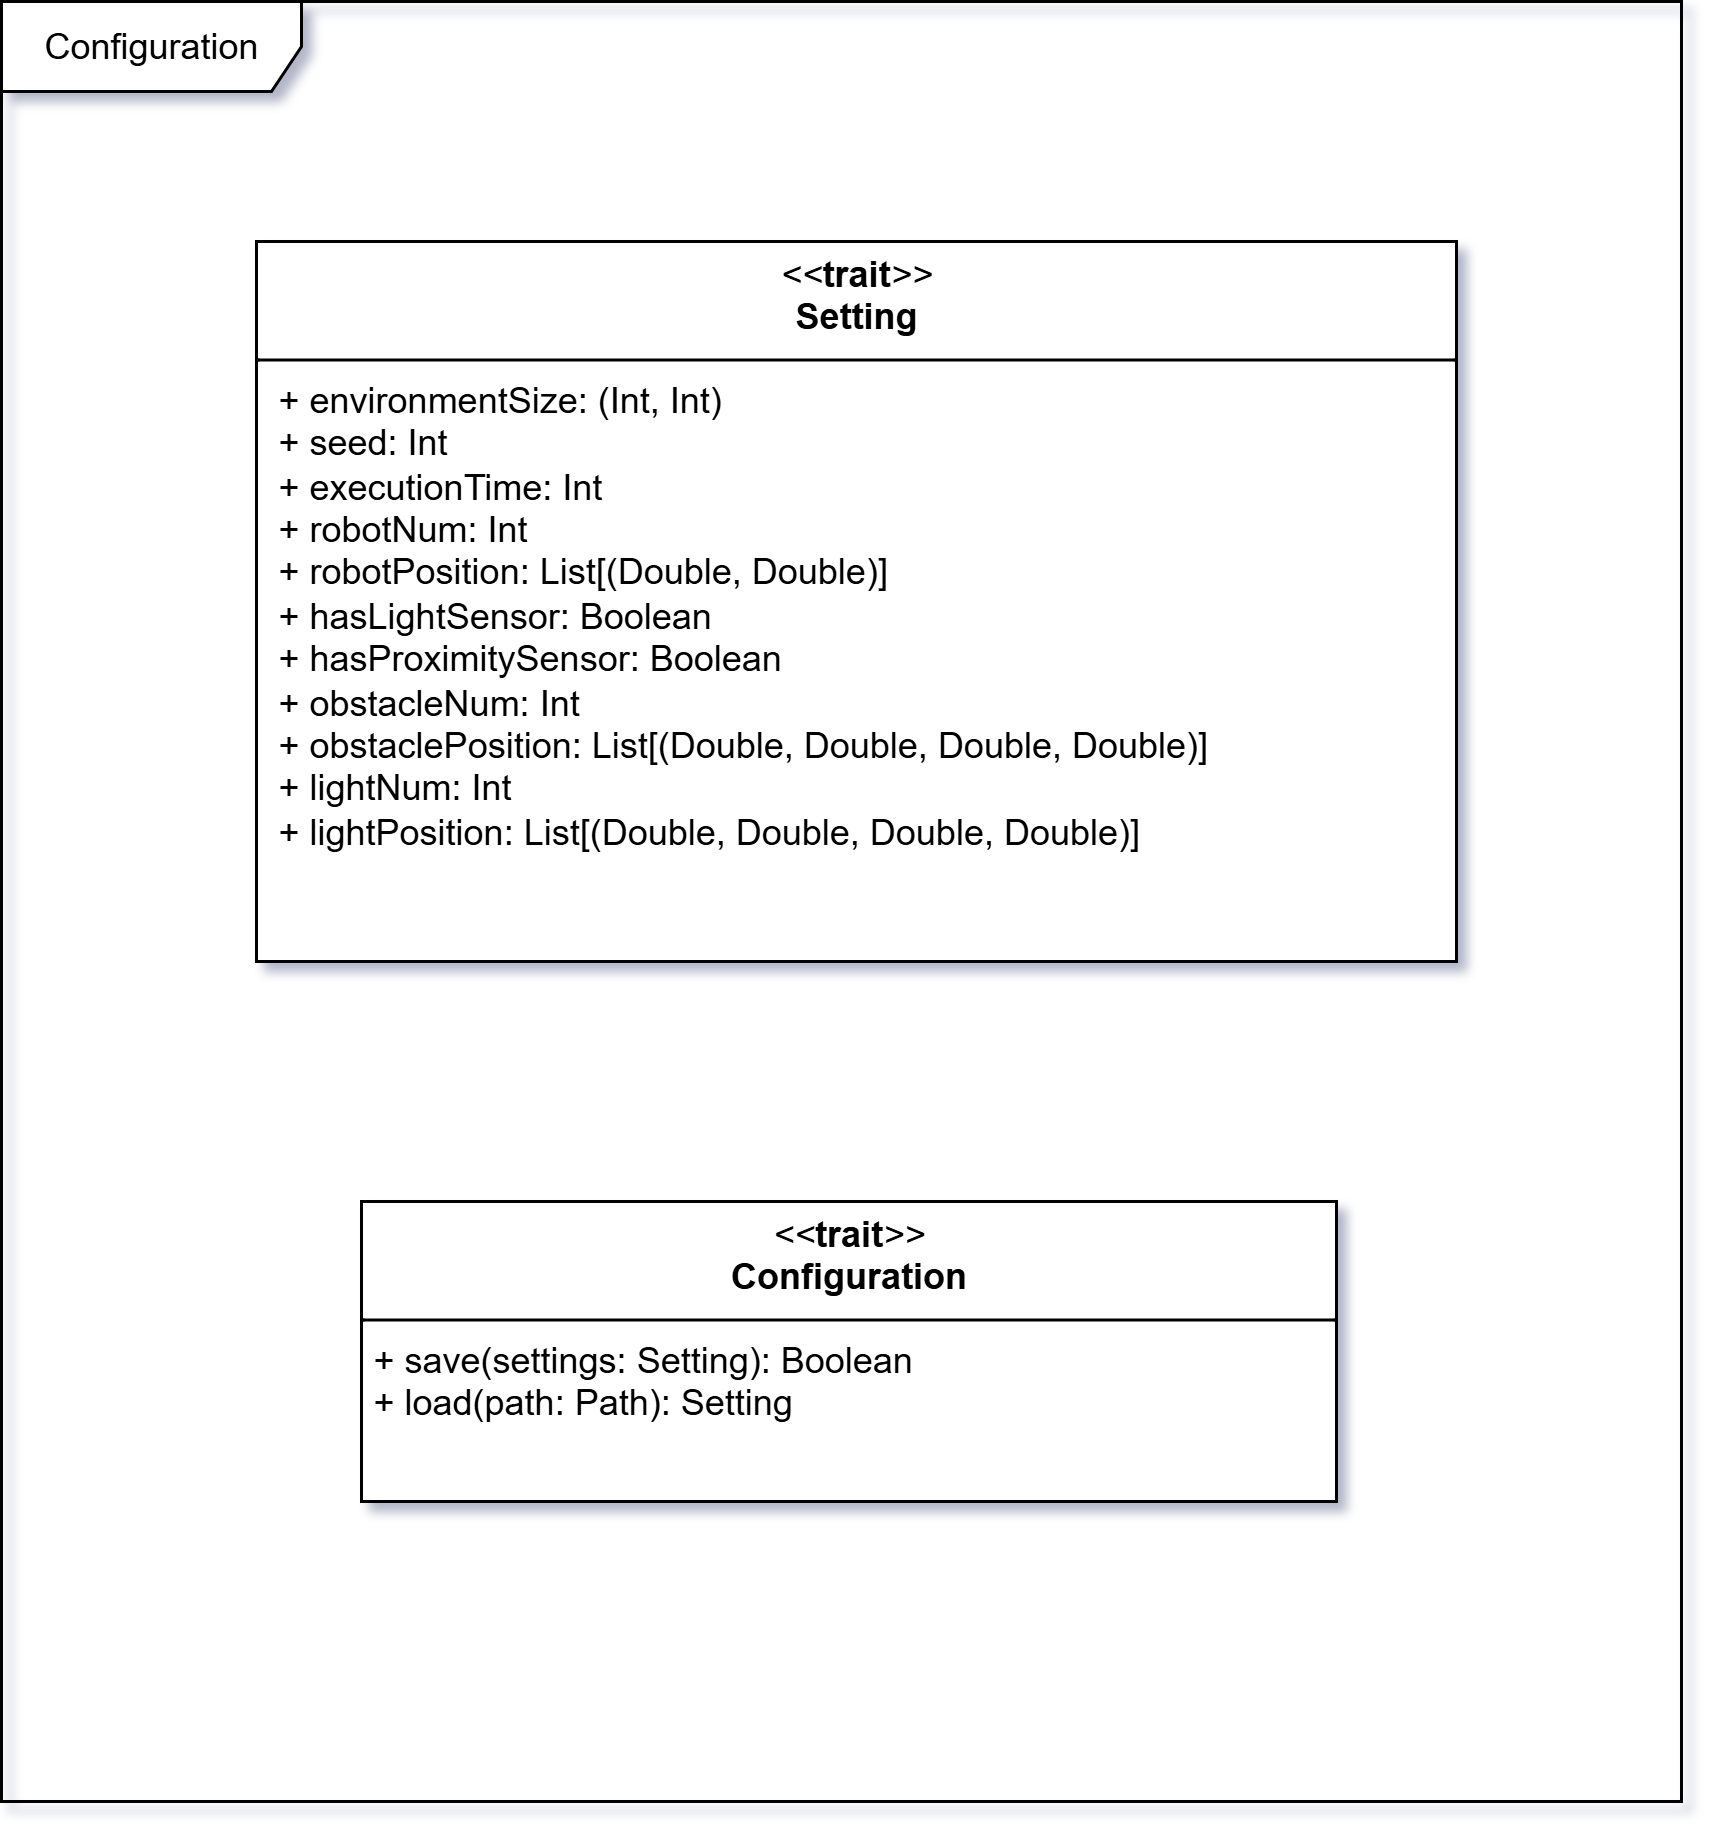 Configuration
<<trait>>
Setting
+ environmentSize: (Int, Int)
+ seed: Int
+ executionTime: Int
+ robotNum: Int
+ robotPosition: List[(Double, Double)]
+ hasLightSensor: Boolean
+ hasProximitySensor: Boolean
+ obstacleNum: Int
+ obstaclePosition: List[(Double, Double, Double, Double)]
+ lightNum: Int
+ lightPosition: List[(Double, Double, Double, Double)]
<<trait>>
Configuration
+ save(settings: Setting): Boolean
+ load(path: Path): Setting